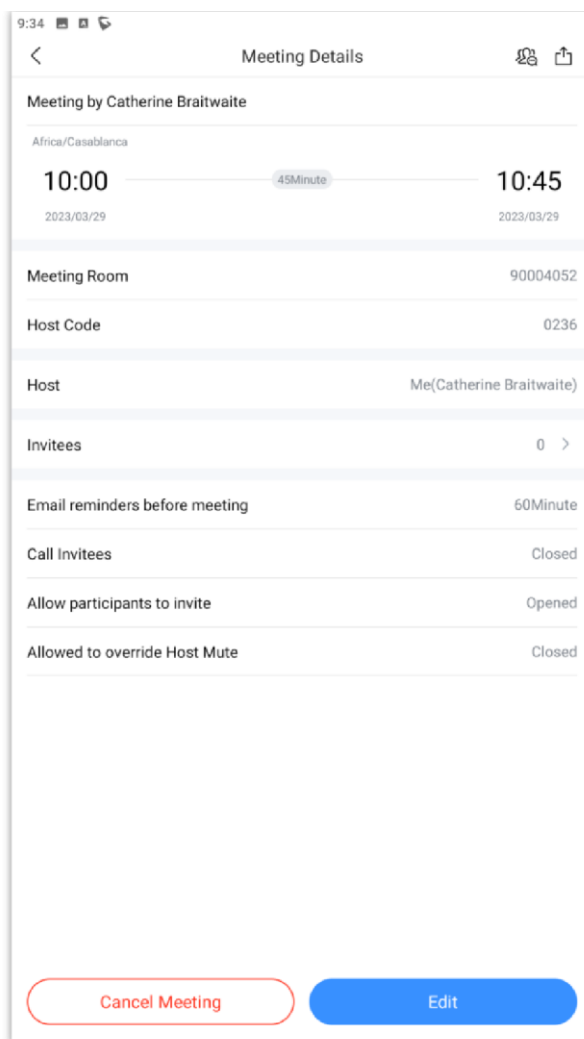 9:34
Meeting Details
Meeting by Catherine Braitwaite
Africa/Casablanca
10:00 45Minute 10:45
2023/03/29 2023/03/29
Meeting Room 90004052
Host Code 0236
Host Me(Catherine Braitwaite)
Invitees 0
Email reminders before meeting 60Minute
Call Invitees Closed
Allow participants to invite Opened
Allowed to override Host Mute Closed
Cancel Meeting Edit